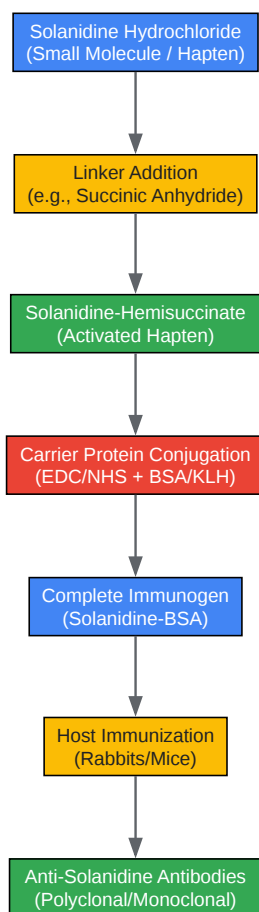 Solanidine Hydrochloride
(Small Molecule / Hapten)
Linker Addition
(e.g., Succinic Anhydride)
Solanidine-Hemisuccinate
(Activated Hapten)
Carrier Protein Conjugation
(EDC/NHS + BSA/KLH)
Complete Immunogen
(Solanidine-BSA)
Host Immunization
(Rabbits/Mice)
Anti-Solanidine Antibodies
(Polyclonal/Monoclonal)